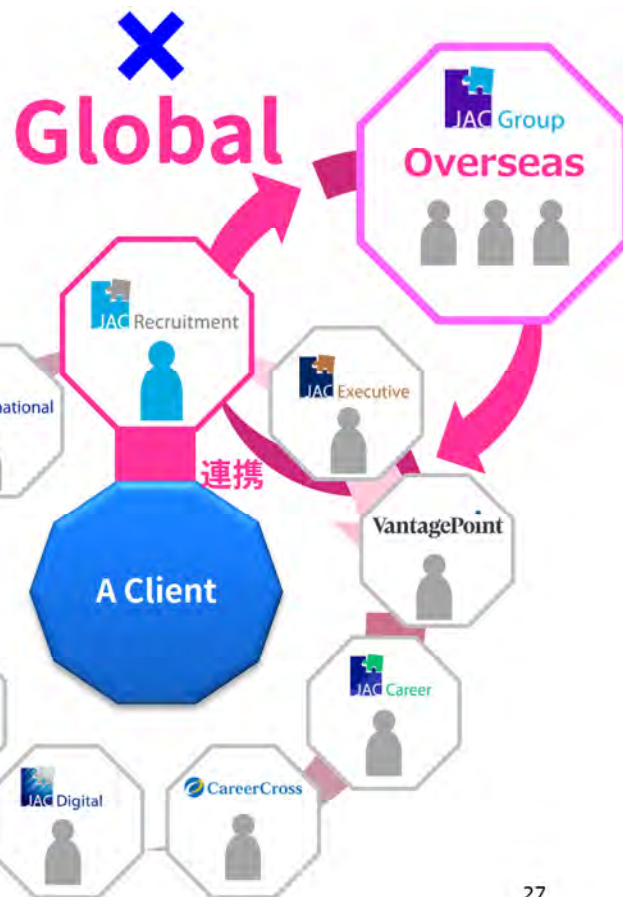 ×
Global
JAC Group
Overseas
JAC Recruitment
JAC Executive
national
連携
VantagePoint
A Client
JAC Career
JAC Digital
CareerCross
27